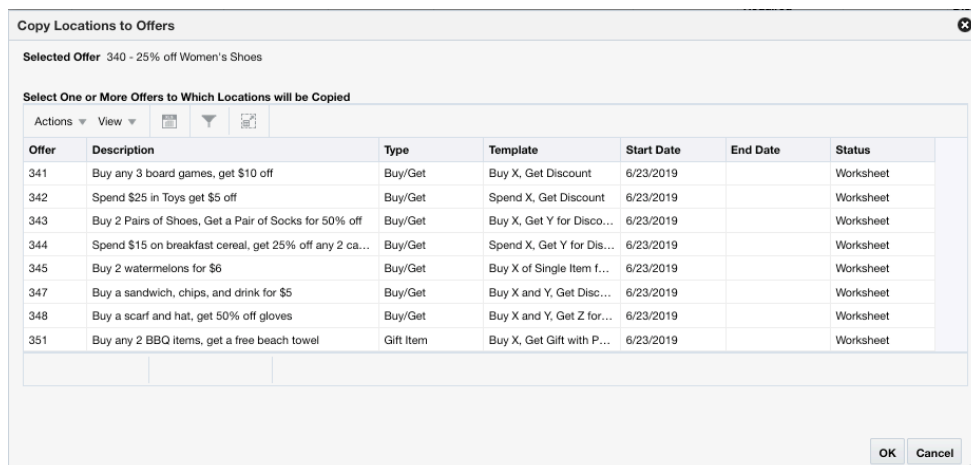 Copy Locations to Offers
Selected Offer 340 - 25% off Women's Shoes
Select One or More Offers to Which Locations will be Copied
Actions View
Offer Description Type Template Start Date End Date Status
341 Buy any 3 board games, get $10 off Buy/Get Buy X, Get Discount 6/23/2019 Worksheet
342 Spend $25 in Toys get $5 off Buy/Get Spend X, Get Discount 6/23/2019 Worksheet
343 Buy 2 Pairs of Shoes, Get a Pair of Socks for 50% off Buy/Get Buy X, Get Y for Disco... 6/23/2019 Worksheet
344 Spend $15 on breakfast cereal, get 25% off any 2 ca... Buy/Get Spend X, Get Y for Dis... 6/23/2019 Worksheet
345 Buy 2 watermelons for $6 Buy/Get Buy X of Single Item f... 6/23/2019 Worksheet
347 Buy a sandwich, chips, and drink for $5 Buy/Get Buy X and Y, Get Disc... 6/23/2019 Worksheet
348 Buy a scarf and hat, get 50% off gloves Buy/Get Buy X and Y, Get Z for... 6/23/2019 Worksheet
351 Buy any 2 BBQ items, get a free beach towel Gift Item Buy X, Get Gift with P... 6/23/2019 Worksheet
OK Cancel